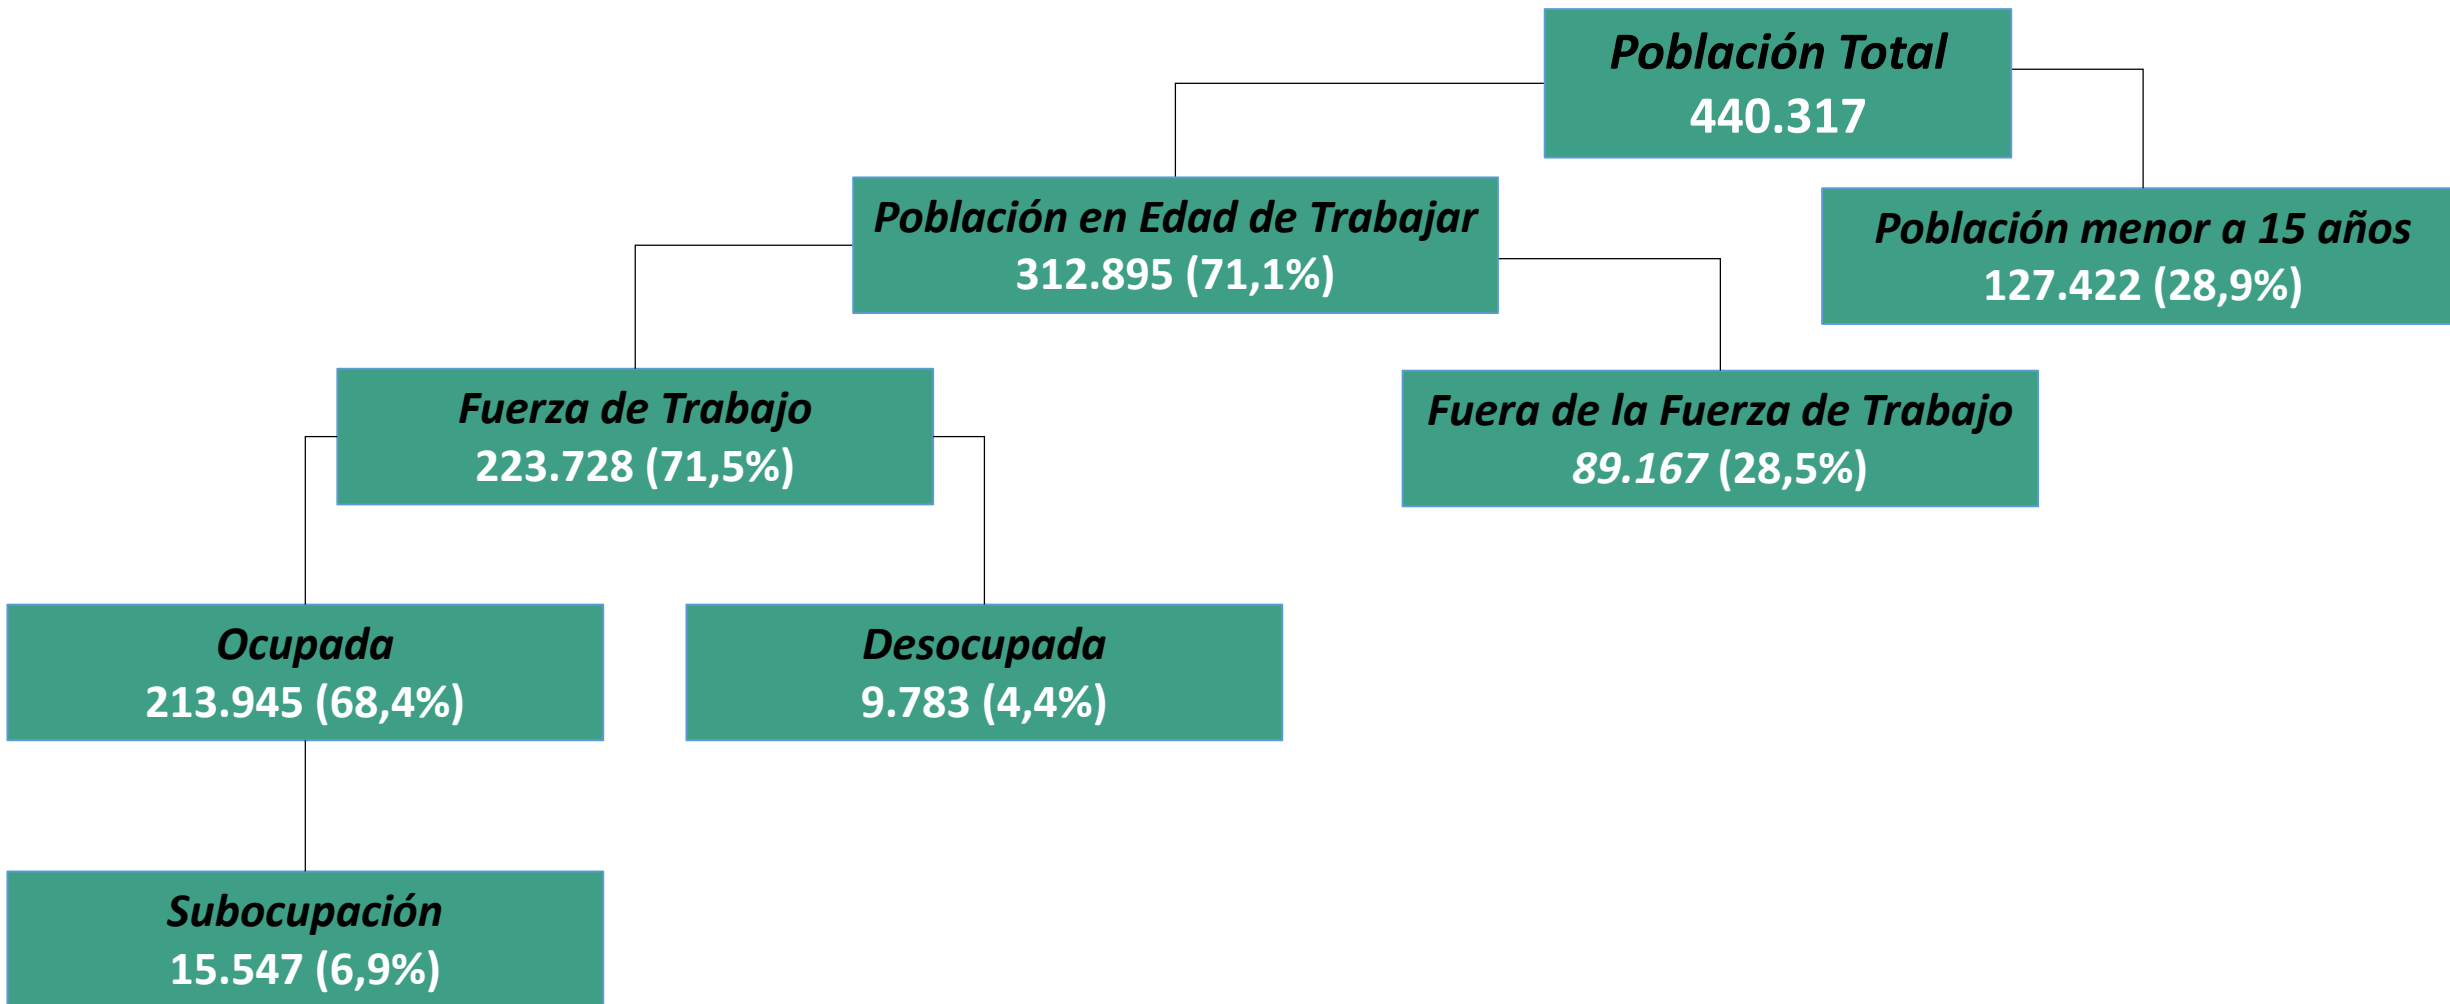 Población Total
440.317
Población en Edad de Trabajar
312.895 (71,1%)
Población menor a 15 años
127.422 (28,9%)
Fuerza de Trabajo
223.728 (71,5%)
Fuera de la Fuerza de Trabajo
89.167 (28,5%)
Ocupada
213.945 (68,4%)
Desocupada
9.783 (4,4%)
Subocupación
15.547 (6,9%)